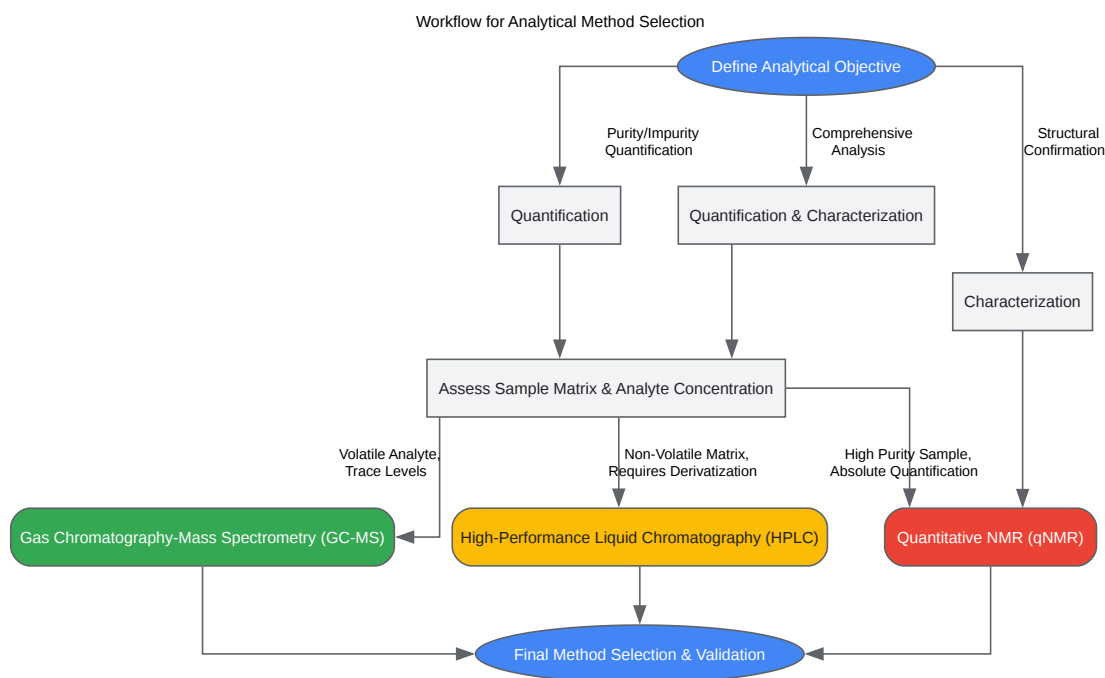 Workflow for Analytical Method Selection
Define Analytical Objective
Purity/Impurity
Quantification
Comprehensive
Analysis
Structural
Confirmation
Quantification
Quantification & Characterization
Characterization
Assess Sample Matrix & Analyte Concentration
Volatile Analyte,
Trace Levels
Non-Volatile Matrix,
Requires Derivatization
High Purity Sample,
Absolute Quantification
Gas Chromatography-Mass Spectrometry (GC-MS)
High-Performance Liquid Chromatography (HPLC)
Quantitative NMR (qNMR)
Final Method Selection & Validation